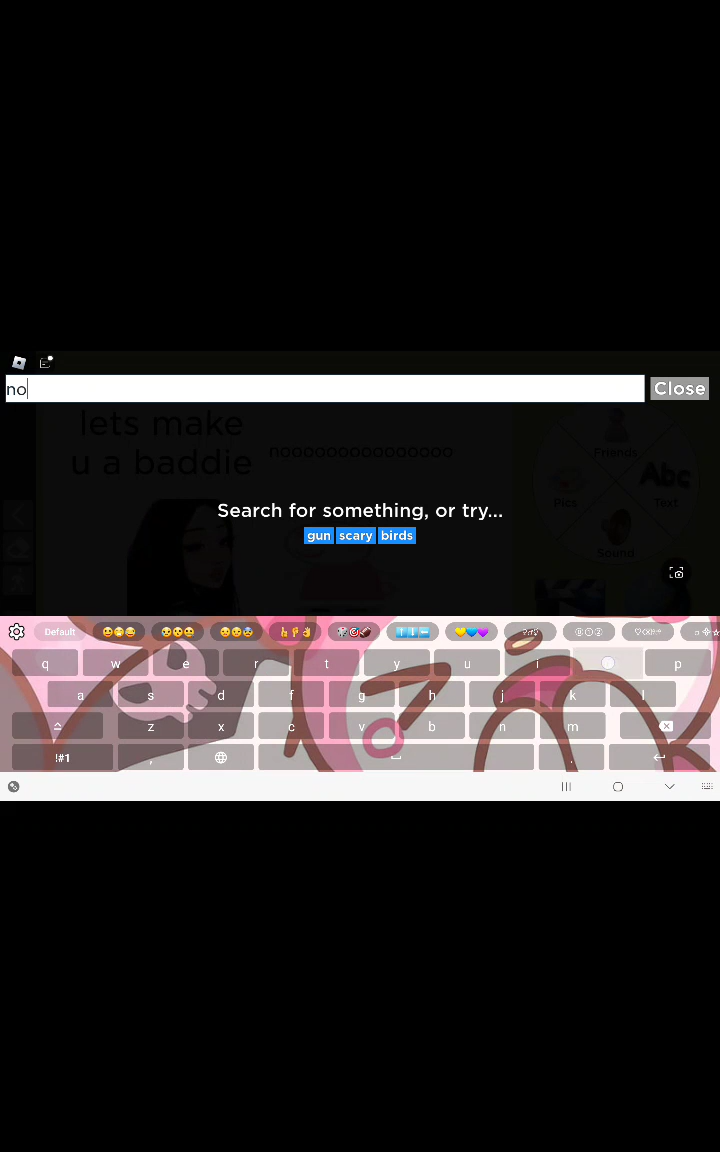 no
Close
lets make
u a baddie
nooooooooooooooo
Friends
Pics
Abc
Text
Sound
Search for something, or try...
gun scary birds
Default
q w e r t y u i p
a s d f g h j k l
z x c v b n m
!#1 , .